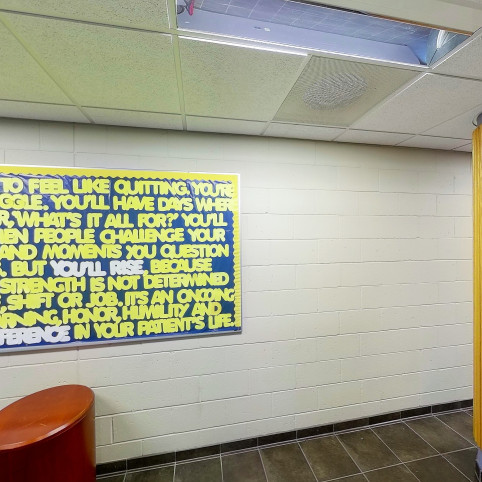 TO FEEL LIKE QUITTING. YOU'RE
GGLE. YOU'LL HAVE DAYS WHER
R, 'WHAT'S IT ALL FOR?' YOU'LL
EN PEOPLE CHALLENGE YOUR
AND MOMENTS YOU QUESTION
. BUT YOU'LL RISE. BECAUSE
STRENGTH IS NOT DETERMINED
SHIFT OR JOB. IT'S AN ONGOING
RNING, HONOR, HUMILITY AND
FERENCE IN YOUR PATIENT'S LIFE.